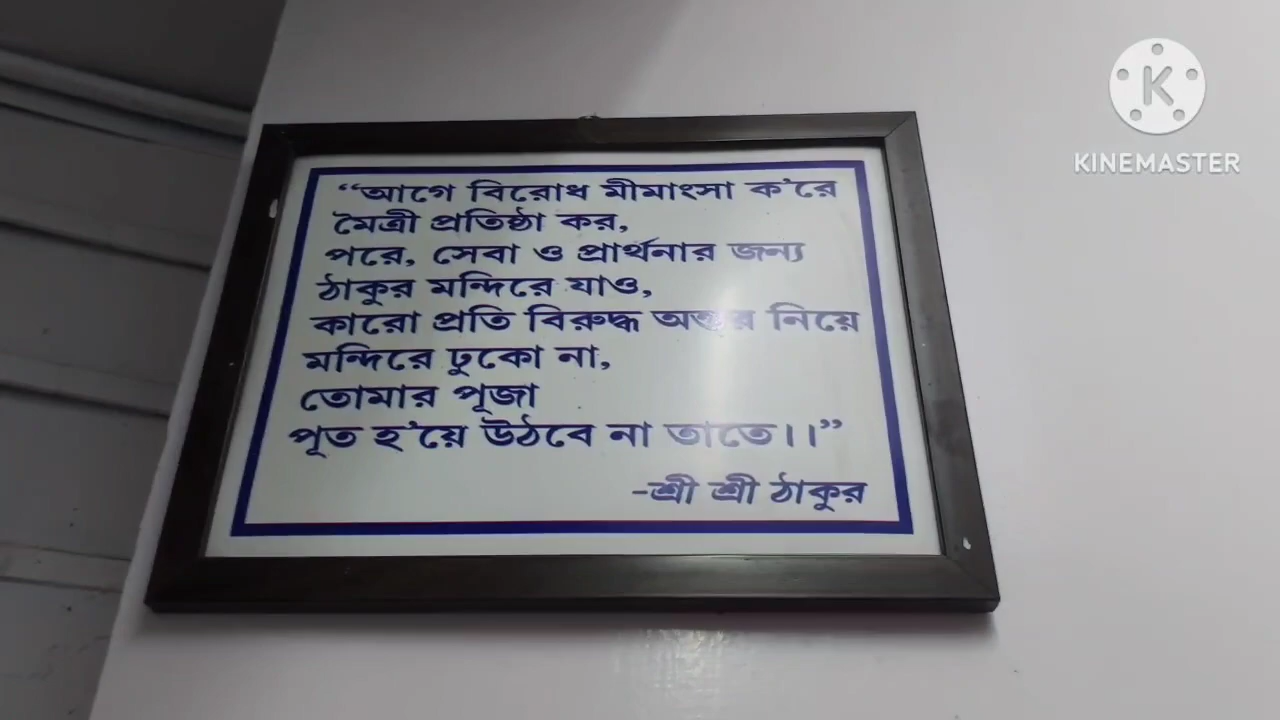 “আগে বিরোধ মীমাংসা ক'রে
মৈত্রী প্রতিষ্ঠা কর,
পরে, সেবা ও প্রার্থনার জন্য
ঠাকুর মন্দিরে যাও,
কারো প্রতি বিরুদ্ধ অন্তর নিয়ে
মন্দিরে ঢুকো না,
তোমার পূজা
পূত হ'য়ে উঠবে না তাতে।।”
-শ্রী শ্রী ঠাকুর
K
KINEMASTER